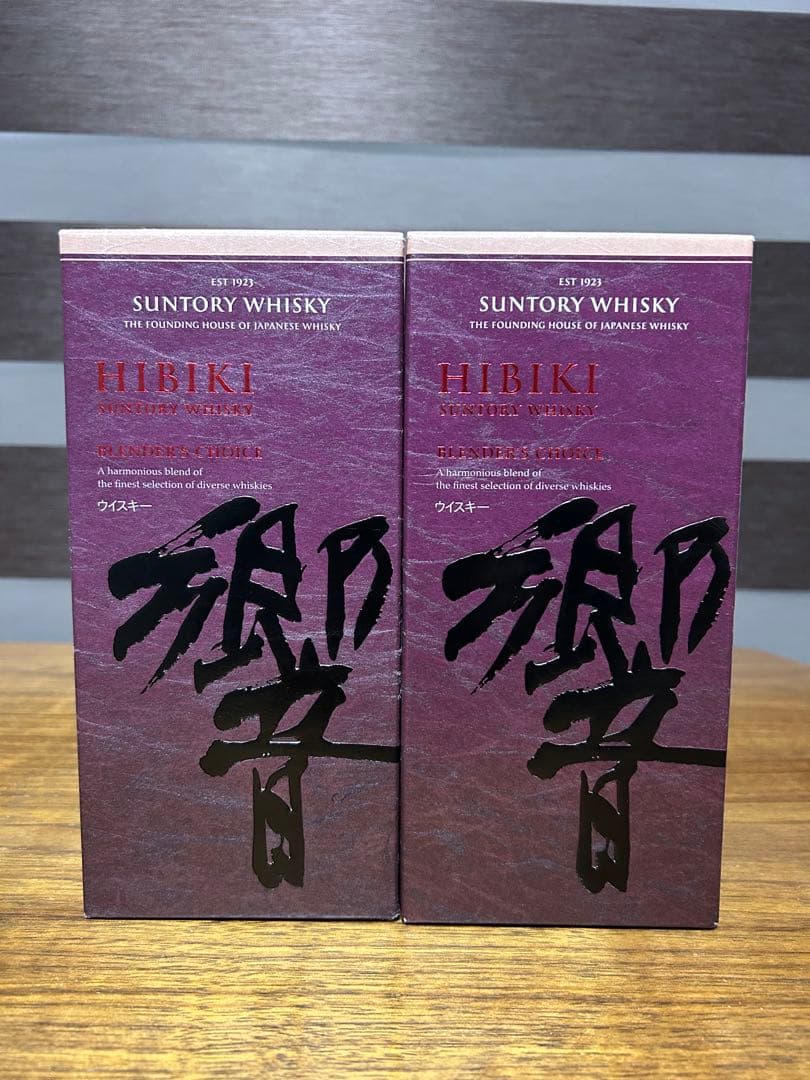 EST 1923
SUNTORY WHISKY
THE FOUNDING HOUSE OF JAPANESE WHISKY
HIBIKI
SUNTORY WHISKY
BLENDER'S CHOICE
A harmonious blend of
the finest selection of diverse whiskies
ウイスキー
響
EST 1923
SUNTORY WHISKY
THE FOUNDING HOUSE OF JAPANESE WHISKY
HIBIKI
SUNTORY WHISKY
BLENDER'S CHOICE
A harmonious blend of
the finest selection of diverse whiskies
ウイスキー
響